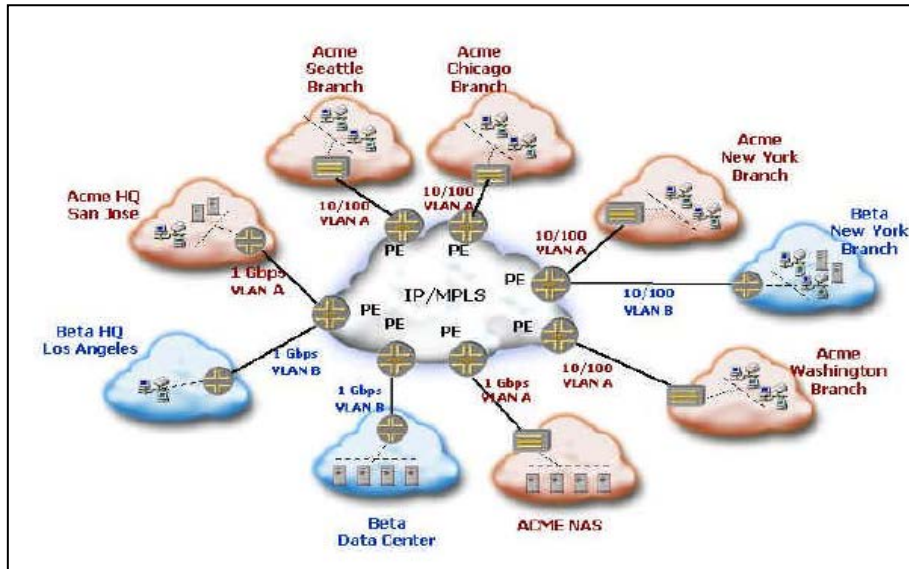 Acme
Seattle
Branch
Acme
Chicago
Branch
Acme
New York
Branch
Acme HQ
San Jose
10/100
VLAN A
10/100
VLAN A
10/100
VLAN A
Beta
New York
Branch
1 Gbps
VLAN A
PE
PE
PE
IP/MPLS
10/100
VLAN B
PE
PE
PE
PE
Beta HQ
Los Angeles
1 Gbps
VLAN B
10/100
VLAN A
Acme
Washington
Branch
1 Gbps
VLAN B
1 Gbps
VLAN A
Beta
Data Center
ACME NAS